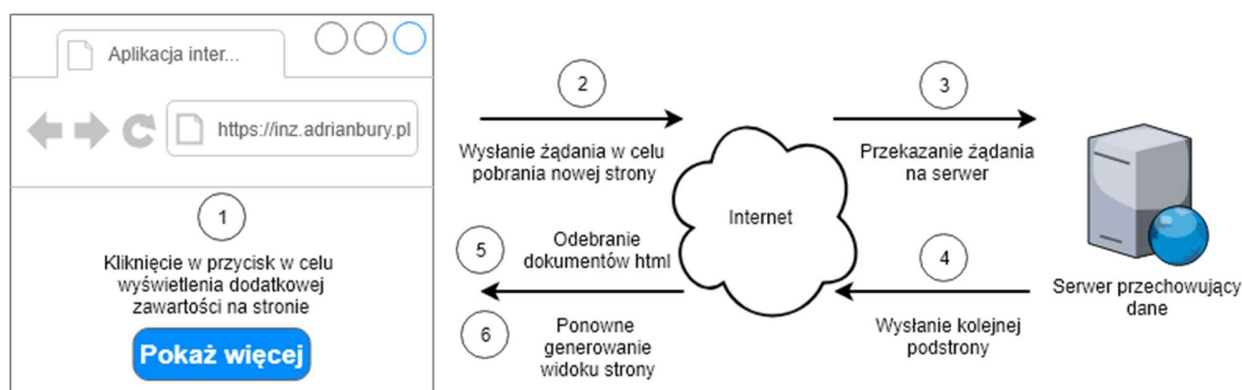 Aplikacja inter...
https://inz.adrianbury.pl
1
Kliknięcie w przycisk w celu
wyświetlenia dodatkowej
zawartości na stronie
Pokaż więcej
2
Wysłanie żądania w celu
pobrania nowej strony
3
Przekazanie żądania
na serwer
Internet
Serwer przechowujący
dane
4
Wysłanie kolejnej
podstrony
5
Odebranie
dokumentów html
6
Ponowne
generowanie
widoku strony